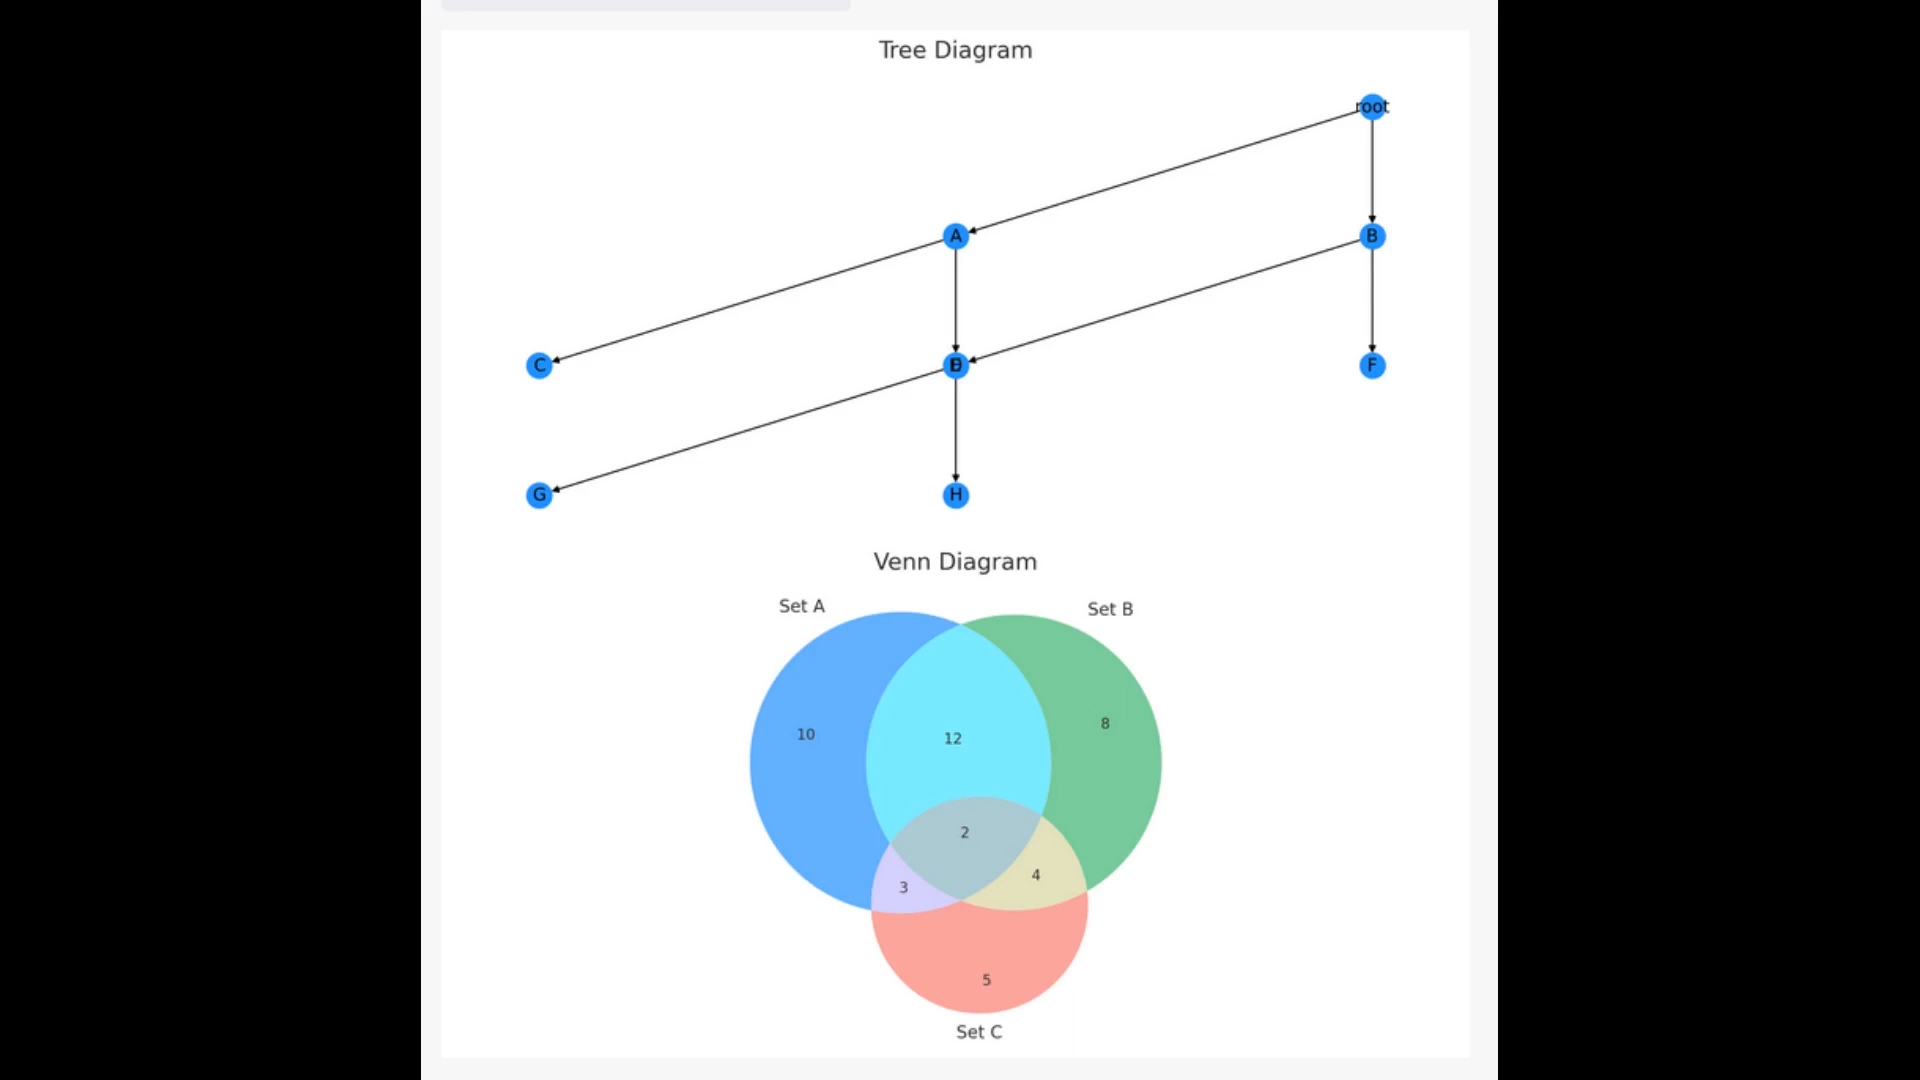 Tree Diagram
root
A
B
C
F
G
H
Venn Diagram
Set A
Set B
10
12
8
2
4
3
5
Set C